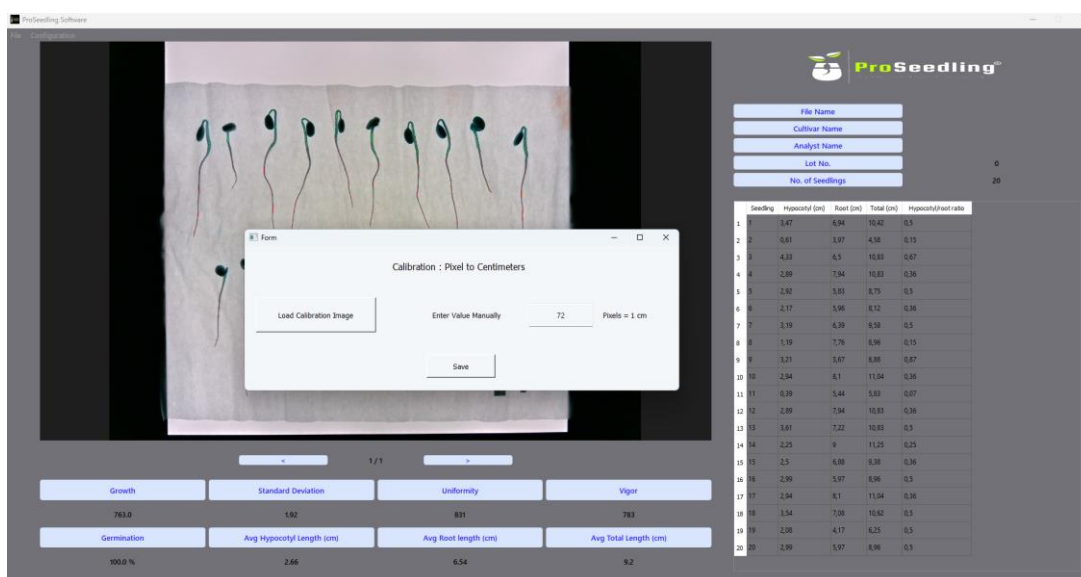 ProSeedling Software
File Configuration
ProSeedling
File Name
Cultivar Name
Analyst Name
Lot No. 0
No. of Seedlings 20
Form
Calibration : Pixel to Centimeters
Load Calibration Image Enter Value Manually 72 Pixels = 1 cm
Save
Seedling Hypocotyl (cm) Root (cm) Total (cm) Hypocotyl/root ratio
1 1 3,47 6,94 10,42 0,5
2 2 0,61 3,97 4,58 0,15
3 3 4,33 6,5 10,83 0,67
4 4 2,89 7,94 10,83 0,36
5 5 2,92 5,83 8,75 0,5
6 6 2,17 5,96 8,12 0,36
7 7 3,19 6,39 9,58 0,5
8 8 1,19 7,76 8,96 0,15
9 9 3,21 3,67 6,88 0,87
10 10 2,94 8,1 11,04 0,36
11 11 0,39 5,44 5,83 0,07
12 12 2,89 7,94 10,83 0,36
13 13 3,61 7,22 10,83 0,5
14 14 2,25 9 11,25 0,25
15 15 2,5 6,88 9,38 0,36
16 16 2,99 5,97 8,96 0,5
17 17 2,94 8,1 11,04 0,36
18 18 3,54 7,08 10,62 0,5
19 19 2,08 4,17 6,25 0,5
20 20 2,99 5,97 8,96 0,5
< 1 / 1 >
Growth Standard Deviation Uniformity Vigor
763.0 1.92 831 783
Germination Avg Hypocotyl Length (cm) Avg Root length (cm) Avg Total Length (cm)
100.0 % 2.66 6.54 9.2